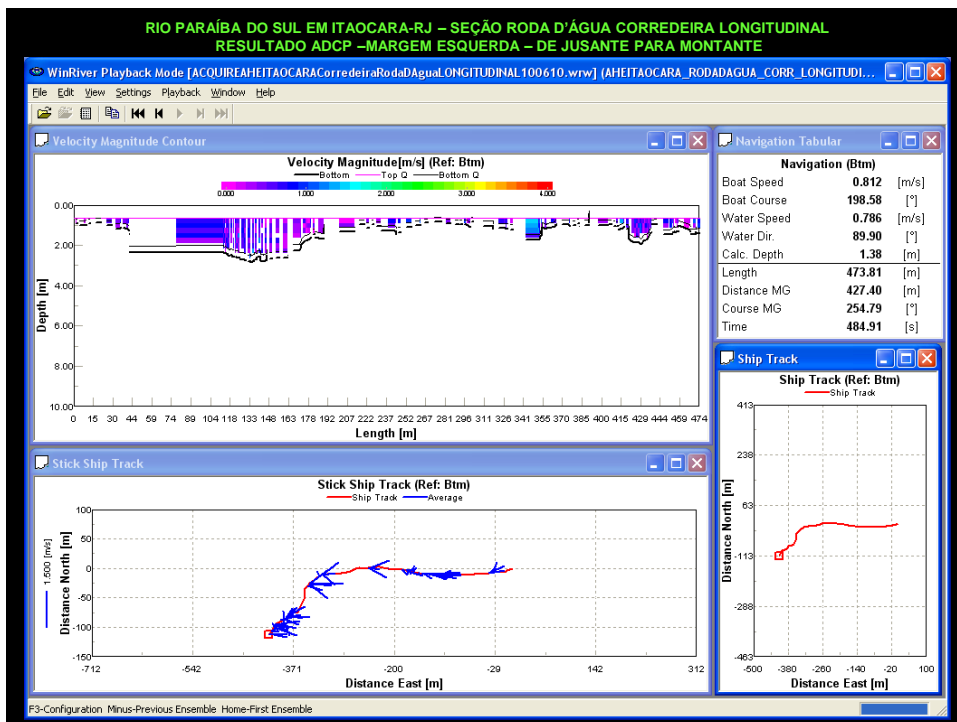 RIO PARAÍBA DO SUL EM ITAOCARA-RJ – SEÇÃO RODA D'ÁGUA CORREDEIRA LONGITUDINAL
RESULTADO ADCP –MARGEM ESQUERDA – DE JUSANTE PARA MONTANTE
WinRiver Playback Mode [ACQUIREAHEITAOCARACorredeiraRodaDAguaLONGITUDINAL100610.wrw] (AHEITAOCARA_RODADAGUA_CORR_LONGITUDI...
File Edit View Settings Playback Window Help
Velocity Magnitude Contour
Velocity Magnitude[m/s] (Ref: Btm)
Bottom Top Q Bottom Q
0.000 1.000 2.000 3.000 4.000
0.00
2.00
4.00
6.00
8.00
10.00
Depth [m]
0 15 30 44 59 74 89 104 118 133 148 163 178 192 207 222 237 252 267 281 296 311 326 341 355 370 385 400 415 429 444 459 474
Length [m]
Navigation Tabular
Navigation (Btm)
Boat Speed 0.812 [m/s]
Boat Course 198.58 [°]
Water Speed 0.786 [m/s]
Water Dir. 89.90 [°]
Calc. Depth 1.38 [m]
Length 473.81 [m]
Distance MG 427.40 [m]
Course MG 254.79 [°]
Time 484.91 [s]
Stick Ship Track
Stick Ship Track (Ref: Btm)
Ship Track Average
1.500 [m/s]
Distance North [m]
100
50
0
-50
-100
-150
-712 -542 -371 -200 -29 142 312
Distance East [m]
Ship Track
Ship Track (Ref: Btm)
Ship Track
413
238
63
-113
-288
-463
Distance North [m]
-500 -380 -260 -140 -20 100
Distance East [m]
F3-Configuration Minus-Previous Ensemble Home-First Ensemble